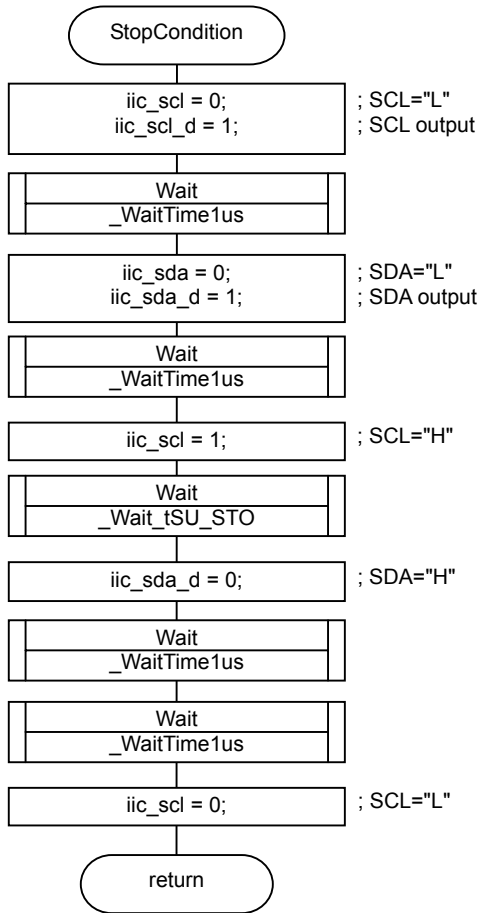 StopCondition
iic_scl = 0; ; SCL="L"
iic_scl_d = 1; ; SCL output
Wait
_WaitTime1us
iic_sda = 0; ; SDA="L"
iic_sda_d = 1; ; SDA output
Wait
_WaitTime1us
iic_scl = 1; ; SCL="H"
Wait
_Wait_tSU_STO
iic_sda_d = 0; ; SDA="H"
Wait
_WaitTime1us
Wait
_WaitTime1us
iic_scl = 0; ; SCL="L"
return